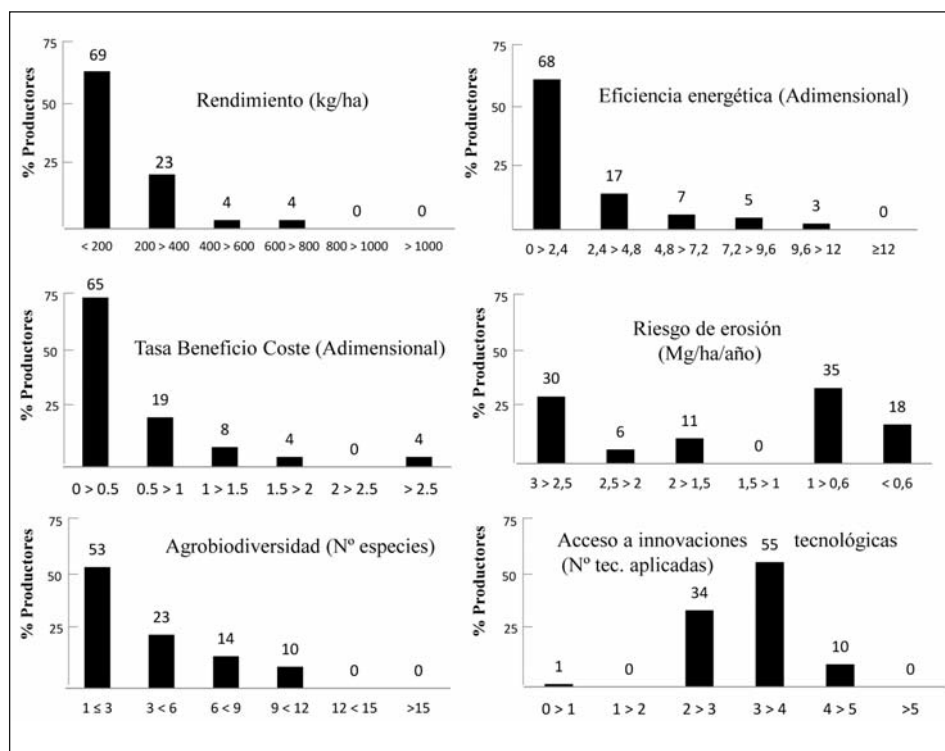 Rendimiento (kg/ha)
% Productores
75
50
25
69
23
4
4
0
0
< 200
200 > 400
400 > 600
600 > 800
800 > 1000
> 1000
Eficiencia energética (Adimensional)
% Productores
75
50
25
68
17
7
5
3
0
0 > 2,4
2,4 > 4,8
4,8 > 7,2
7,2 > 9,6
9,6 > 12
≥12
Tasa Beneficio Coste (Adimensional)
% Productores
75
50
25
65
19
8
4
0
4
0 > 0.5
0.5 > 1
1 > 1.5
1.5 > 2
2 > 2.5
> 2.5
Riesgo de erosión
(Mg/ha/año)
% Productores
75
50
25
30
6
11
0
35
18
3 > 2,5
2,5 > 2
2 > 1,5
1,5 > 1
1 > 0,6
< 0,6
Agrobiodiversidad (Nº especies)
% Productores
75
50
25
53
23
14
10
0
0
1 ≤ 3
3 < 6
6 < 9
9 < 12
12 < 15
>15
Acceso a innovaciones tecnológicas
(Nº tec. aplicadas)
% Productores
75
50
25
1
0
34
55
10
0
0 > 1
1 > 2
2 > 3
3 > 4
4 > 5
>5